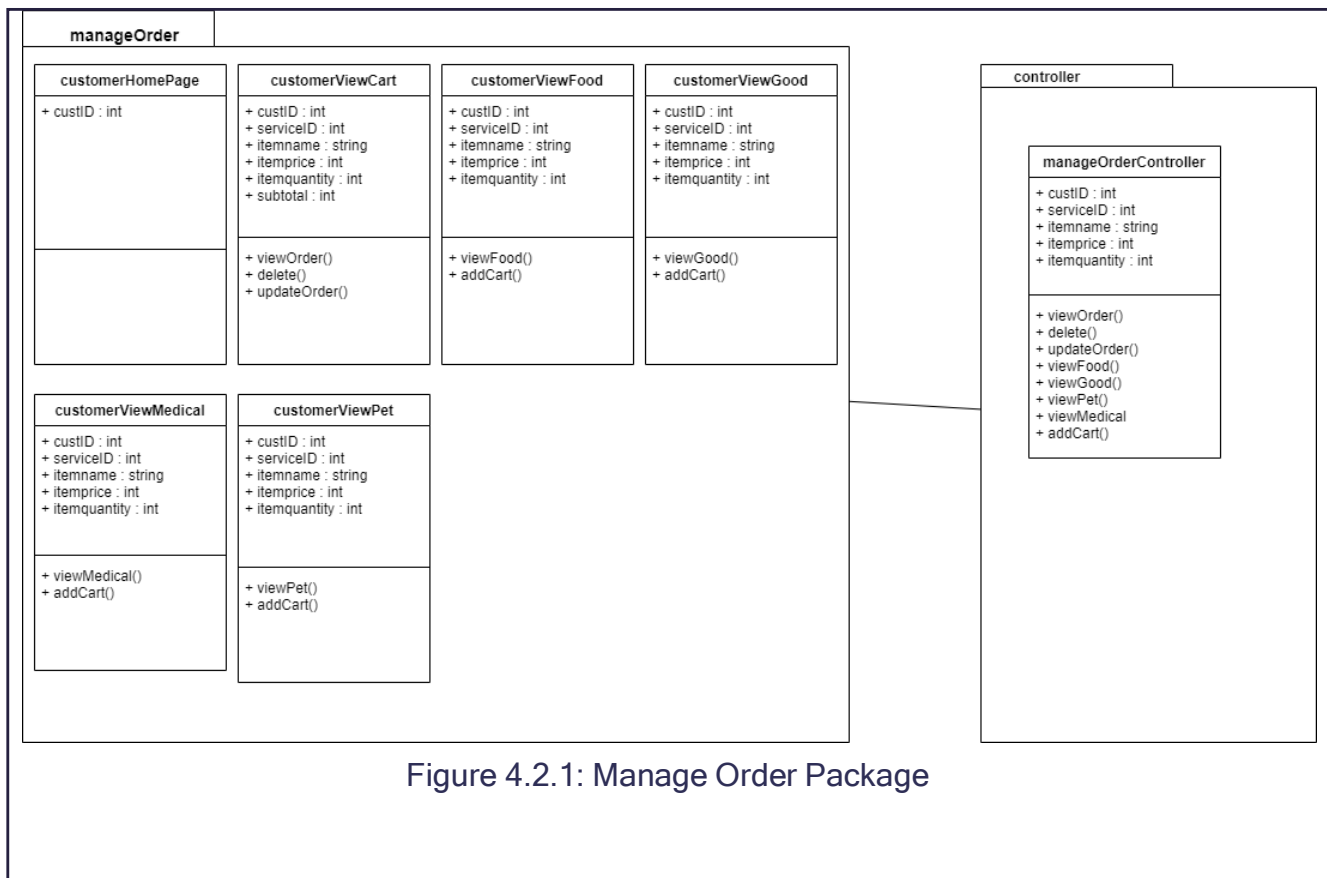 manageOrder
customerHomePage
+ custID : int
customerViewCart
+ custID : int
+ serviceID : int
+ itemname : string
+ itemprice : int
+ itemquantity : int
+ subtotal : int
+ viewOrder()
+ delete()
+ updateOrder()
customerViewFood
+ custID : int
+ serviceID : int
+ itemname : string
+ itemprice : int
+ itemquantity : int
+ viewFood()
+ addCart()
customerViewGood
+ custID : int
+ serviceID : int
+ itemname : string
+ itemprice : int
+ itemquantity : int
+ viewGood()
+ addCart()
customerViewMedical
+ custID : int
+ serviceID : int
+ itemname : string
+ itemprice : int
+ itemquantity : int
+ viewMedical()
+ addCart()
customerViewPet
+ custID : int
+ serviceID : int
+ itemname : string
+ itemprice : int
+ itemquantity : int
+ viewPet()
+ addCart()
controller
manageOrderController
+ custID : int
+ serviceID : int
+ itemname : string
+ itemprice : int
+ itemquantity : int
+ viewOrder()
+ delete()
+ updateOrder()
+ viewFood()
+ viewGood()
+ viewPet()
+ viewMedical
+ addCart()
Figure 4.2.1: Manage Order Package